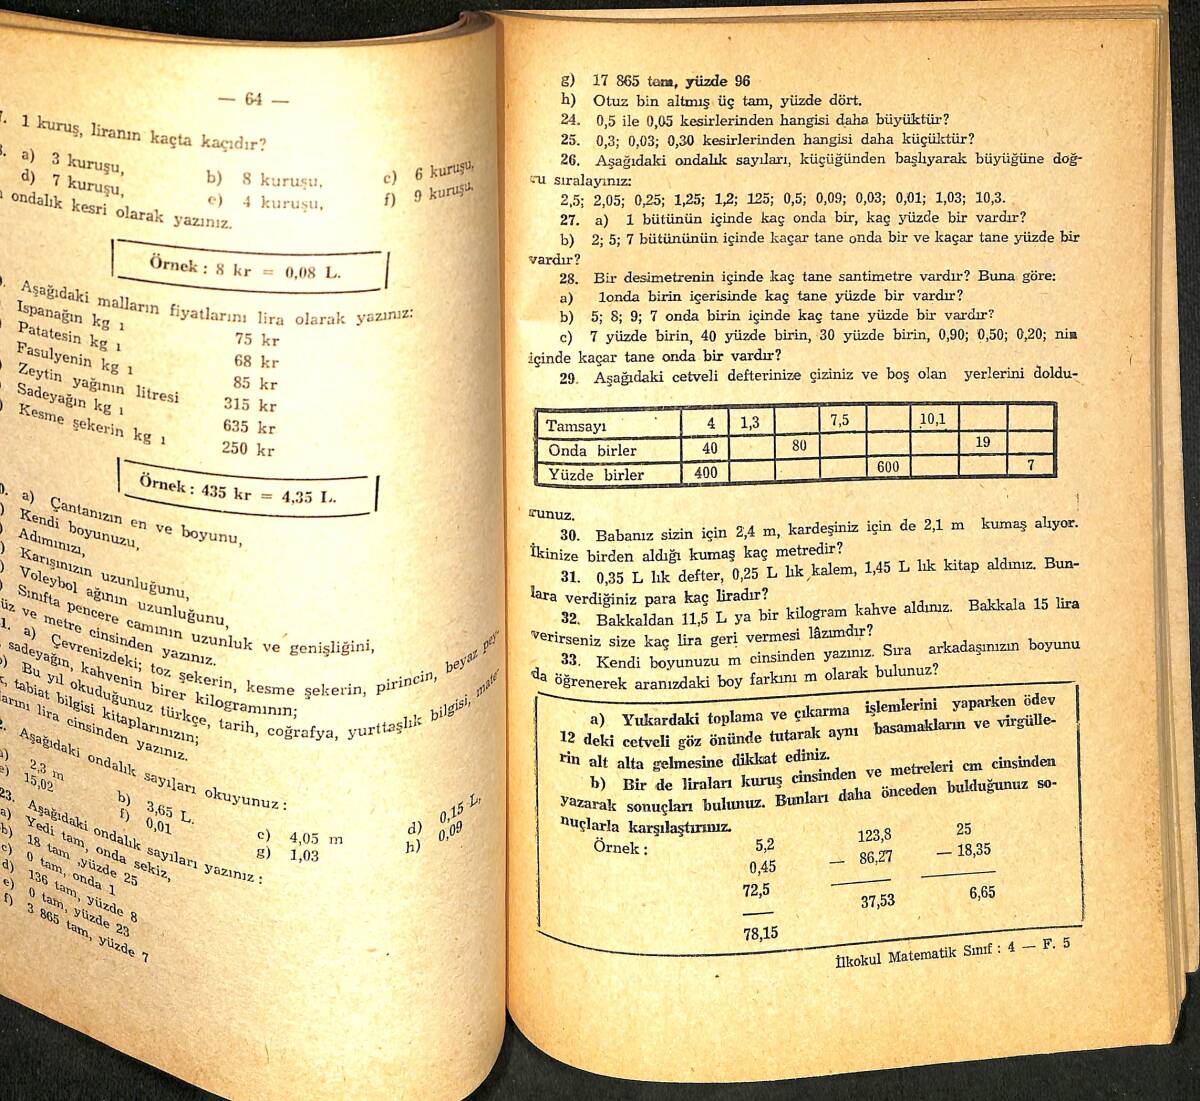 — 64 —
7. 1 kuruş, liranın kaçta kaçıdır?
8. a) 3 kuruşu, b) 8 kuruşu, c) 6 kuruşu,
d) 7 kuruşu, e) 4 kuruşu, f) 9 kuruşu,
ondalık kesri olarak yazınız.
Örnek : 8 kr = 0,08 L.
Aşağıdaki malların fiyatlarını lira olarak yazınız:
Ispanağın kg ı 75 kr
Patatesin kg ı 68 kr
Fasulyenin kg ı 85 kr
Zeytin yağının litresi 315 kr
Sadeyağın kg ı 635 kr
Kesme şekerin kg ı 250 kr
Örnek : 435 kr = 4,35 L.
0. a) Çantanızın en ve boyunu,
) Kendi boyunuzu,
) Adımınızı,
) Karışınızın uzunluğunu,
) Voleybol ağının uzunluğunu,
) Sınıfta pencere camının uzunluk ve genişliğini,
üz ve metre cinsinden yazınız.
1. a) Çevrenizdeki; toz şekerin, kesme şekerin, pirincin, beyaz pey-
sadeyağın, kahvenin birer kilogramının;
) Bu yıl okuduğunuz türkçe, tarih, coğrafya, yurttaşlık bilgisi, mate-
k, tabiat bilgisi kitaplarınızın;
larını lira cinsinden yazınız.
2. Aşağıdaki ondalık sayıları okuyunuz :
a) 2,3 m b) 3,65 L. c) 4,05 m d) 0,15 L,
e) 15,02 f) 0,01 g) 1,03 h) 0,09
23. Aşağıdaki ondalık sayıları yazınız :
a) Yedi tam, onda sekiz,
b) 18 tam ,yüzde 25
c) 0 tam, onda 1
d) 136 tam, yüzde 8
e) 0 tam, yüzde 23
f) 3 865 tam, yüzde 7
g) 17 865 tam, yüzde 96
h) Otuz bin altmış üç tam, yüzde dört.
24. 0,5 ile 0,05 kesirlerinden hangisi daha büyüktür?
25. 0,3; 0,03; 0,30 kesirlerinden hangisi daha küçüktür?
26. Aşağıdaki ondalık sayıları, küçüğünden başlıyarak büyüğüne doğ-
ru sıralayınız:
2,5; 2,05; 0,25; 1,25; 1,2; 125; 0,5; 0,09; 0,03; 0,01; 1,03; 10,3.
27. a) 1 bütünün içinde kaç onda bir, kaç yüzde bir vardır?
b) 2; 5; 7 bütününün içinde kaçar tane onda bir ve kaçar tane yüzde bir
vardır?
28. Bir desimetrenin içinde kaç tane santimetre vardır? Buna göre:
a) 1onda birin içerisinde kaç tane yüzde bir vardır?
b) 5; 8; 9; 7 onda birin içinde kaç tane yüzde bir vardır?
c) 7 yüzde birin, 40 yüzde birin, 30 yüzde birin, 0,90; 0,50; 0,20; nin
içinde kaçar tane onda bir vardır?
29. Aşağıdaki cetveli defterinize çiziniz ve boş olan yerlerini doldu-
Tamsayı 4 1,3 7,5 10,1
Onda birler 40 80 19
Yüzde birler 400 600 7
runuz.
30. Babanız sizin için 2,4 m, kardeşiniz için de 2,1 m kumaş alıyor.
İkinize birden aldığı kumaş kaç metredir?
31. 0,35 L lık defter, 0,25 L lık kalem, 1,45 L lık kitap aldınız. Bun-
lara verdiğiniz para kaç liradır?
32. Bakkaldan 11,5 L ya bir kilogram kahve aldınız. Bakkala 15 lira
verirseniz size kaç lira geri vermesi lâzımdır?
33. Kendi boyunuzu m cinsinden yazınız. Sıra arkadaşınızın boyunu
da öğrenerek aranızdaki boy farkını m olarak bulunuz?
a) Yukardaki toplama ve çıkarma işlemlerini yaparken ödev
12 deki cetveli göz önünde tutarak aynı basamakların ve virgülle-
rin alt alta gelmesine dikkat ediniz.
b) Bir de liraları kuruş cinsinden ve metreleri cm cinsinden
yazarak sonuçları bulunuz. Bunları daha önceden bulduğunuz so-
nuçlarla karşılaştırınız.
Örnek : 5,2 123,8 25
0,45 — 86,27 — 18,35
72,5 37,53 6,65
78,15
İlkokul Matematik Sınıf : 4 — F. 5